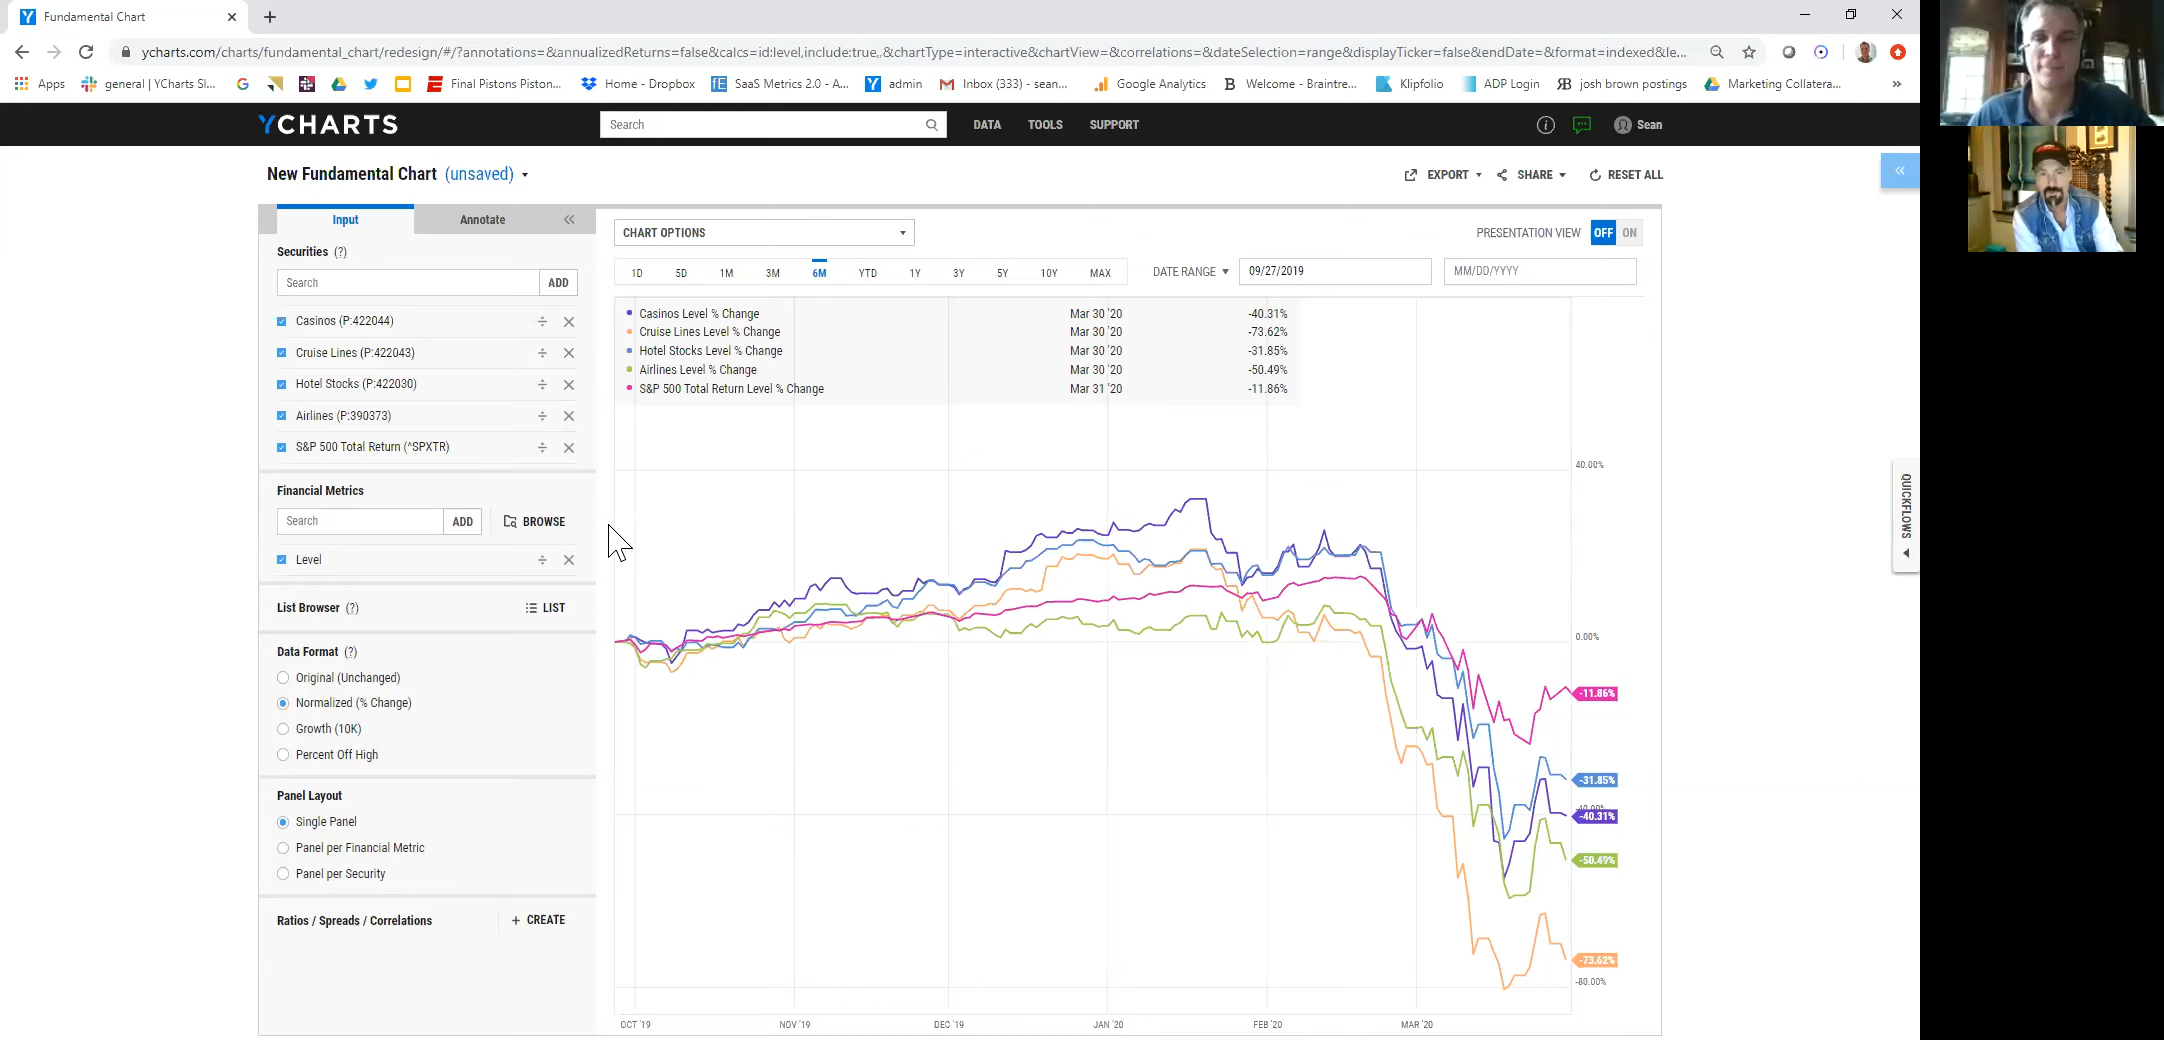 Fundamental Chart
ycharts.com/charts/fundamental_chart/redesign/#/?annotations=&annualizedReturns=false&calcs=id:level,include:true,,&chartType=interactive&chartView=&correlations=&dateSelection=range&displayTicker=false&endDate=&format=indexed&le...
Apps general | YCharts Sl... Final Pistons Piston... Home - Dropbox SaaS Metrics 2.0 - A... admin Inbox (333) - sean... Google Analytics Welcome - Braintre... Klipfolio ADP Login josh brown postings Marketing Collatera... »
YCHARTS Search DATA TOOLS SUPPORT Sean
New Fundamental Chart (unsaved)
EXPORT SHARE RESET ALL
Input Annotate
Securities (?)
Search ADD
Casinos (P:422044)
Cruise Lines (P:422043)
Hotel Stocks (P:422030)
Airlines (P:390373)
S&P 500 Total Return (^SPXTR)
Financial Metrics
Search ADD BROWSE
Level
List Browser (?) LIST
Data Format (?)
Original (Unchanged)
Normalized (% Change)
Growth (10K)
Percent Off High
Panel Layout
Single Panel
Panel per Financial Metric
Panel per Security
Ratios / Spreads / Correlations + CREATE
CHART OPTIONS
PRESENTATION VIEW OFF ON
1D 5D 1M 3M 6M YTD 1Y 3Y 5Y 10Y MAX DATE RANGE 09/27/2019 MM/DD/YYYY
Casinos Level % Change Mar 30 '20 -40.31%
Cruise Lines Level % Change Mar 30 '20 -73.62%
Hotel Stocks Level % Change Mar 30 '20 -31.85%
Airlines Level % Change Mar 30 '20 -50.49%
S&P 500 Total Return Level % Change Mar 31 '20 -11.86%
40.00%
0.00%
-11.86%
-31.85%
-40.00%
-40.31%
-50.49%
-73.62%
-80.00%
OCT '19 NOV '19 DEC '19 JAN '20 FEB '20 MAR '20
QUICKFLOWS